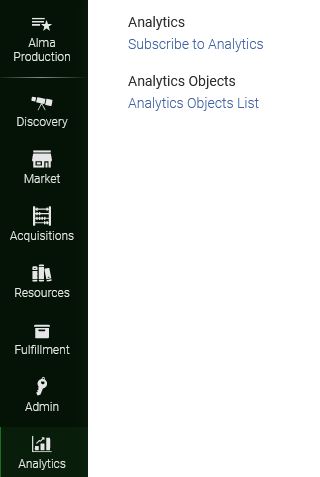 Alma
Production
Discovery
Market
Acquisitions
Resources
Fulfillment
Admin
Analytics
Analytics
Subscribe to Analytics
Analytics Objects
Analytics Objects List